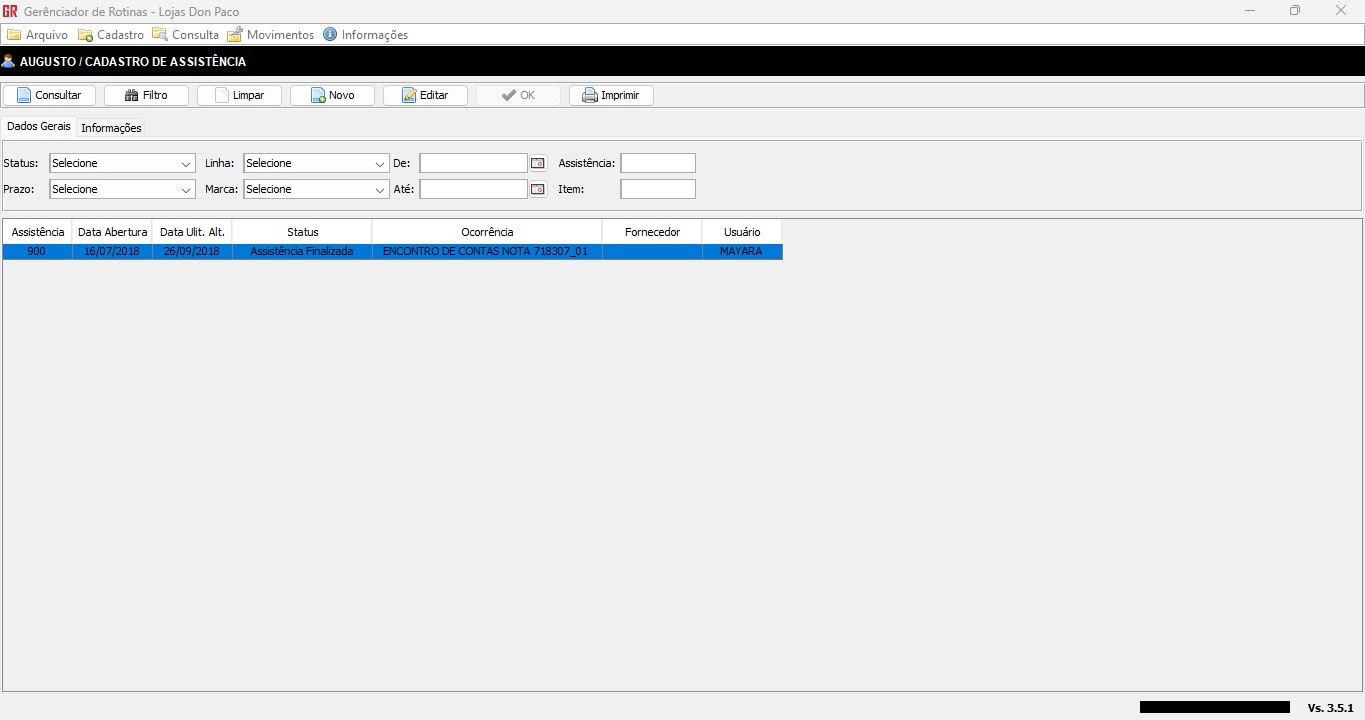 GR Gerênciador de Rotinas - Lojas Don Paco
Arquivo Cadastro Consulta Movimentos Informações
AUGUSTO / CADASTRO DE ASSISTÊNCIA
Consultar Filtro Limpar Novo Editar OK Imprimir
Dados Gerais Informações
Status: Selecione Linha: Selecione De: Assistência:
Prazo: Selecione Marca: Selecione Até: Item:
Assistência Data Abertura Data Ulit. Alt. Status Ocorrência Fornecedor Usuário
900 16/07/2018 26/09/2018 Assistência Finalizada ENCONTRO DE CONTAS NOTA 718307_01 MAYARA
Vs. 3.5.1